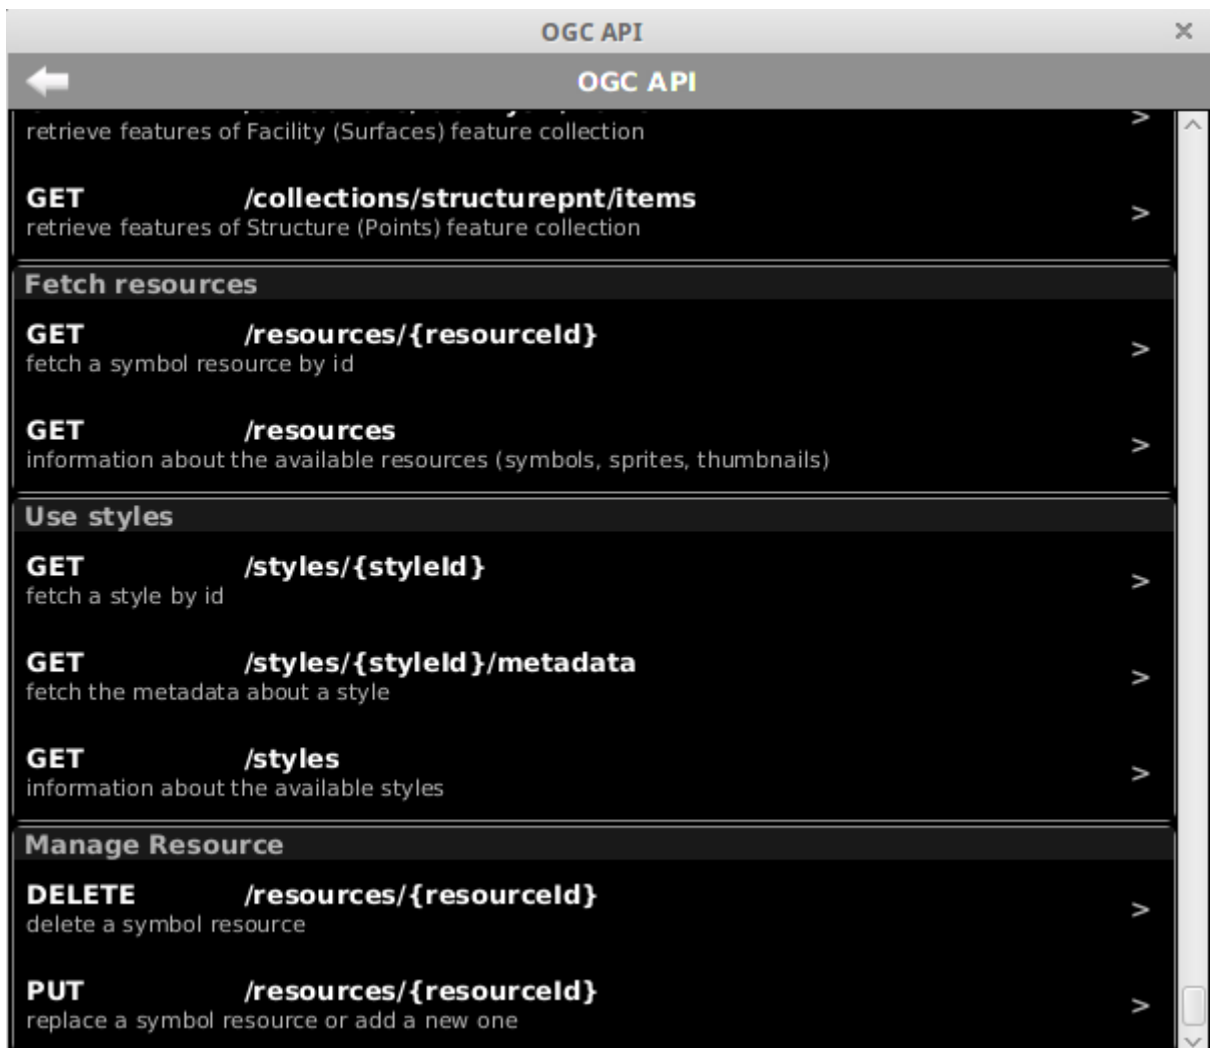 OGC API
OGC API
retrieve features of Facility (Surfaces) feature collection
>
GET /collections/structurepnt/items
retrieve features of Structure (Points) feature collection
>
Fetch resources
GET /resources/{resourceId}
fetch a symbol resource by id
>
GET /resources
information about the available resources (symbols, sprites, thumbnails)
>
Use styles
GET /styles/{styleId}
fetch a style by id
>
GET /styles/{styleId}/metadata
fetch the metadata about a style
>
GET /styles
information about the available styles
>
Manage Resource
DELETE /resources/{resourceId}
delete a symbol resource
>
PUT /resources/{resourceId}
replace a symbol resource or add a new one
>